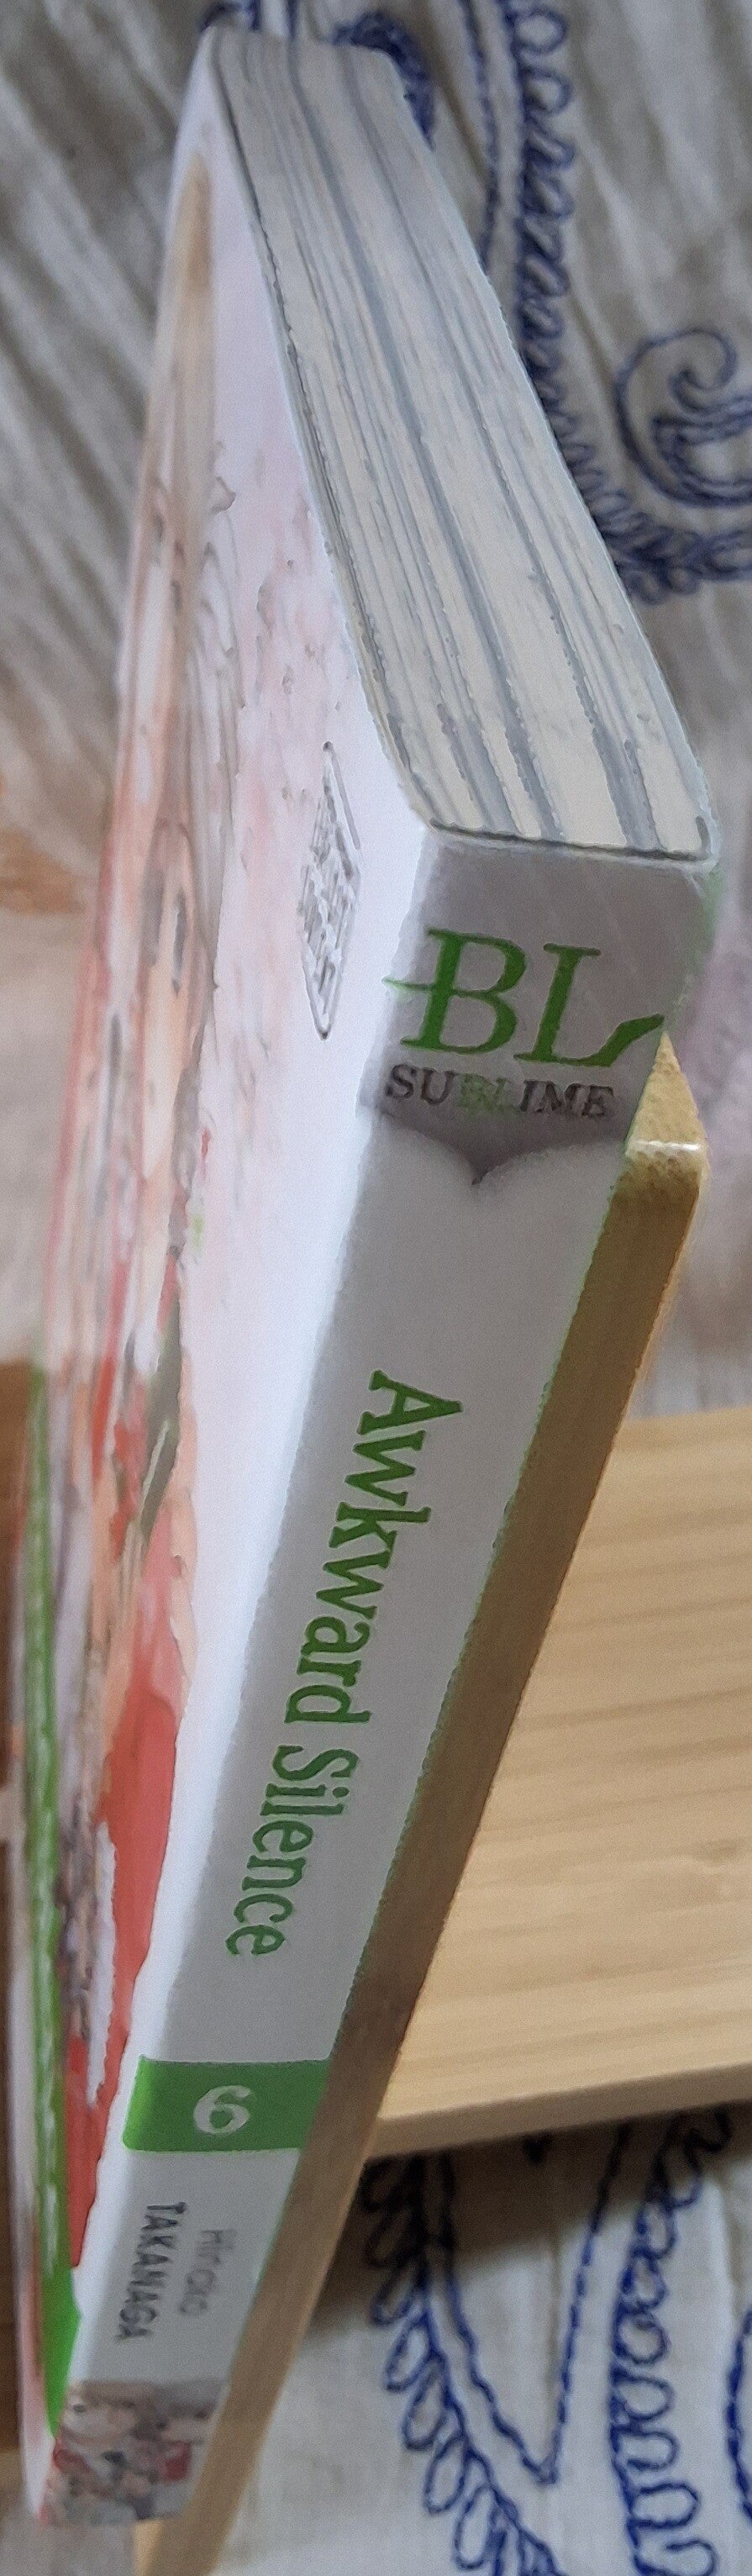 BL
SUBLIME
Awkward Silence
6
Hinako
TAKANAGA